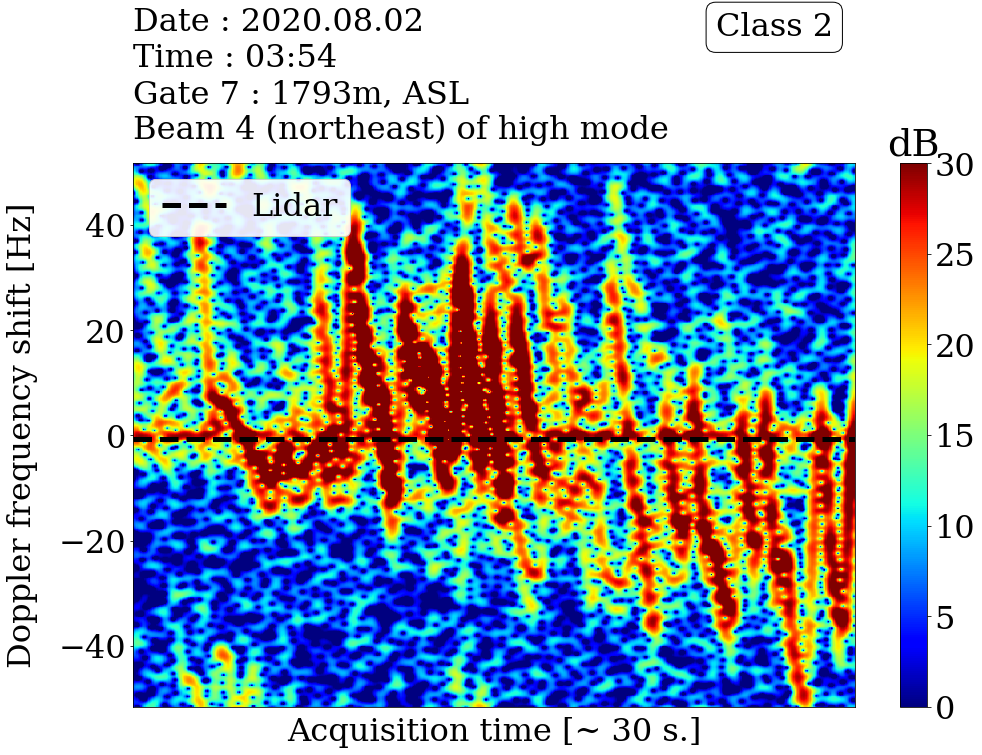 Date : 2020.08.02
Time : 03:54
Gate 7 : 1793m, ASL
Beam 4 (northeast) of high mode
Class 2
dB
Lidar
Doppler frequency shift [Hz]
40
20
0
−20
−40
30
25
20
15
10
5
0
Acquisition time [~ 30 s.]